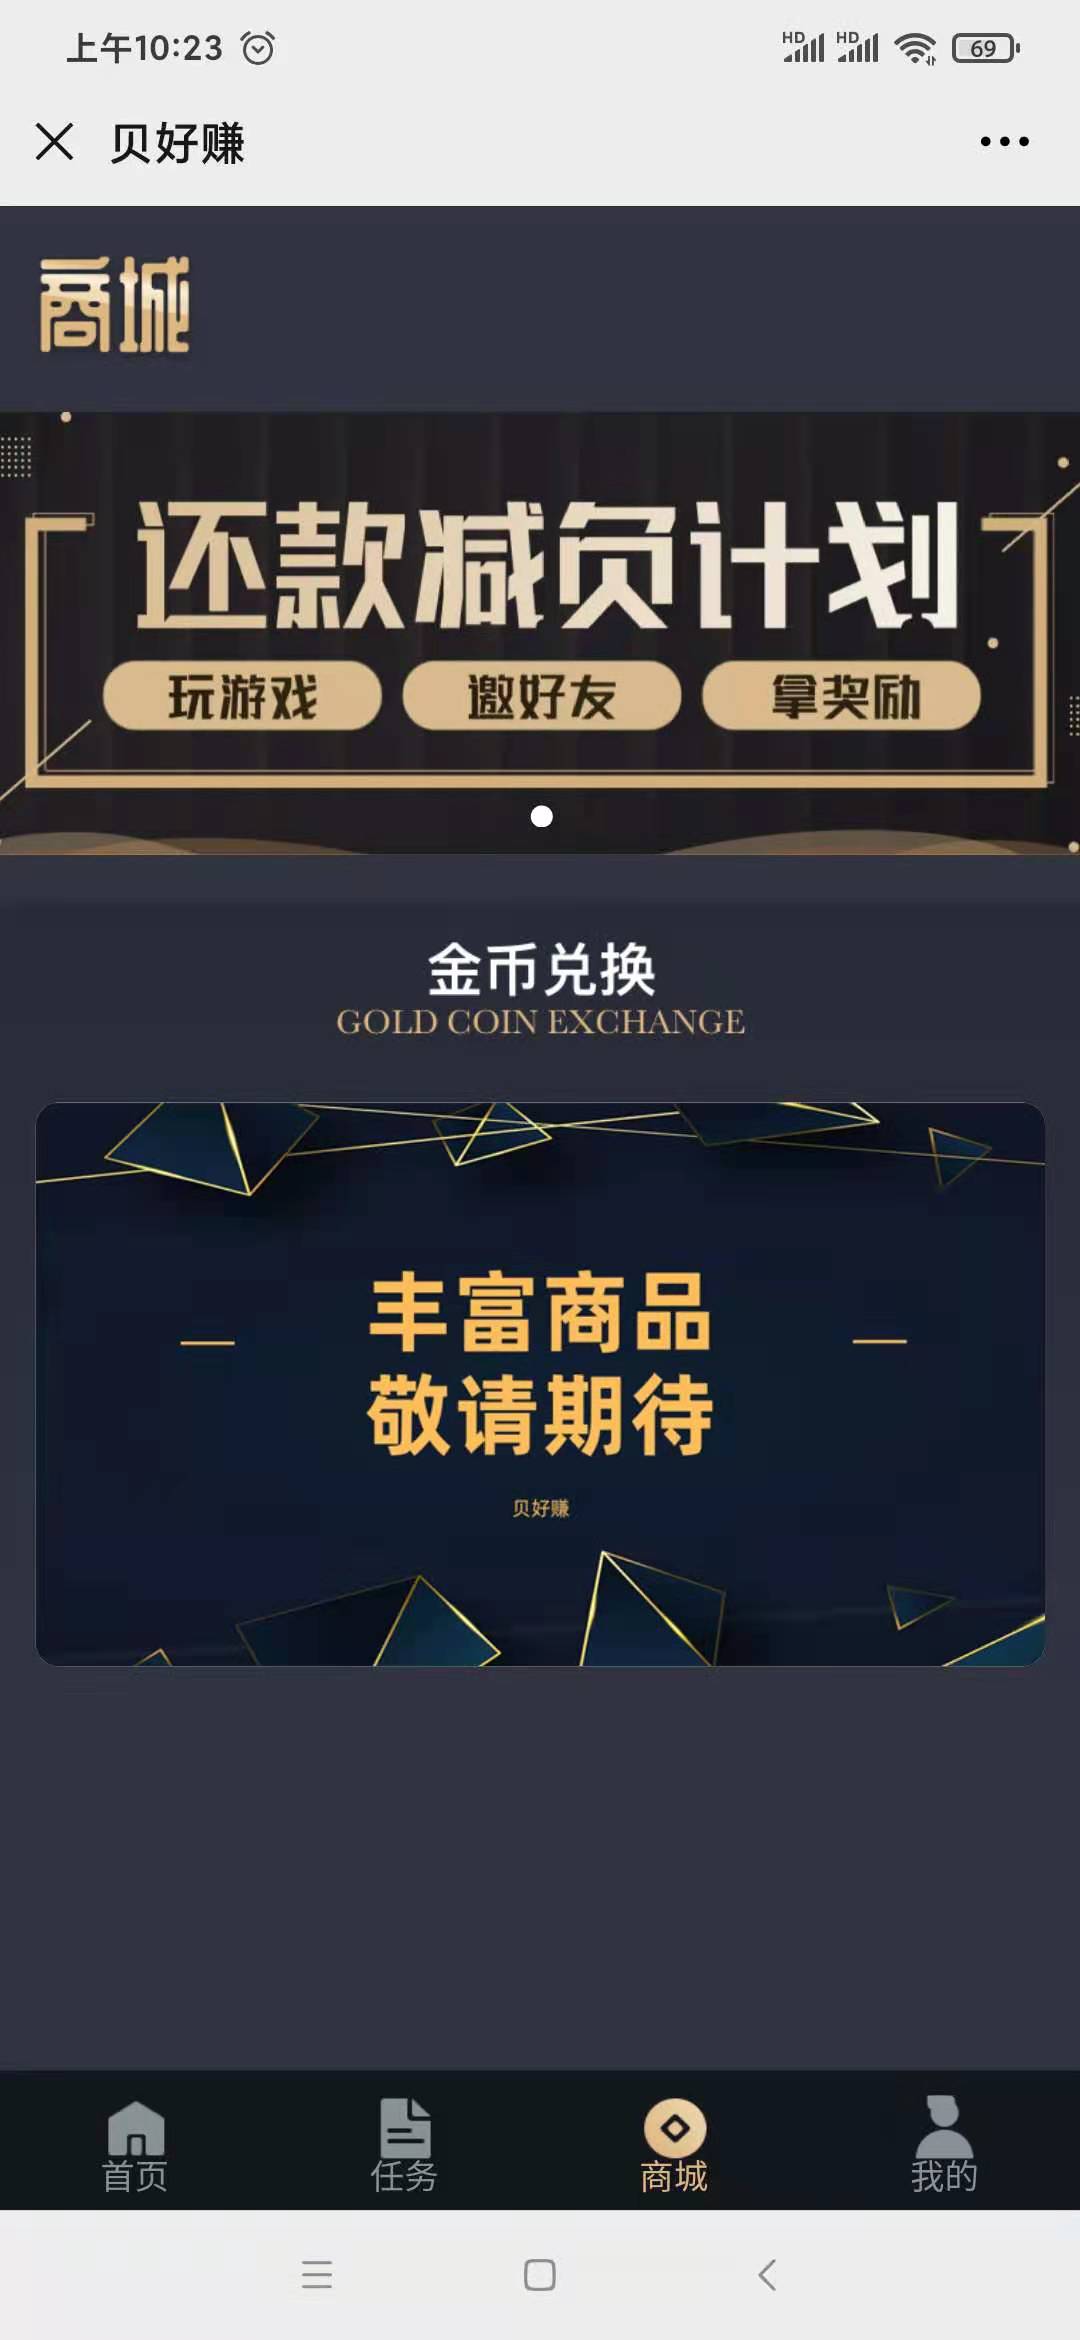 上午10:23
HD HD 69
贝好赚
商城
还款减负计划
玩游戏 邀好友 拿奖励
金币兑换
GOLD COIN EXCHANGE
丰富商品
敬请期待
贝好赚
首页 任务 商城 我的